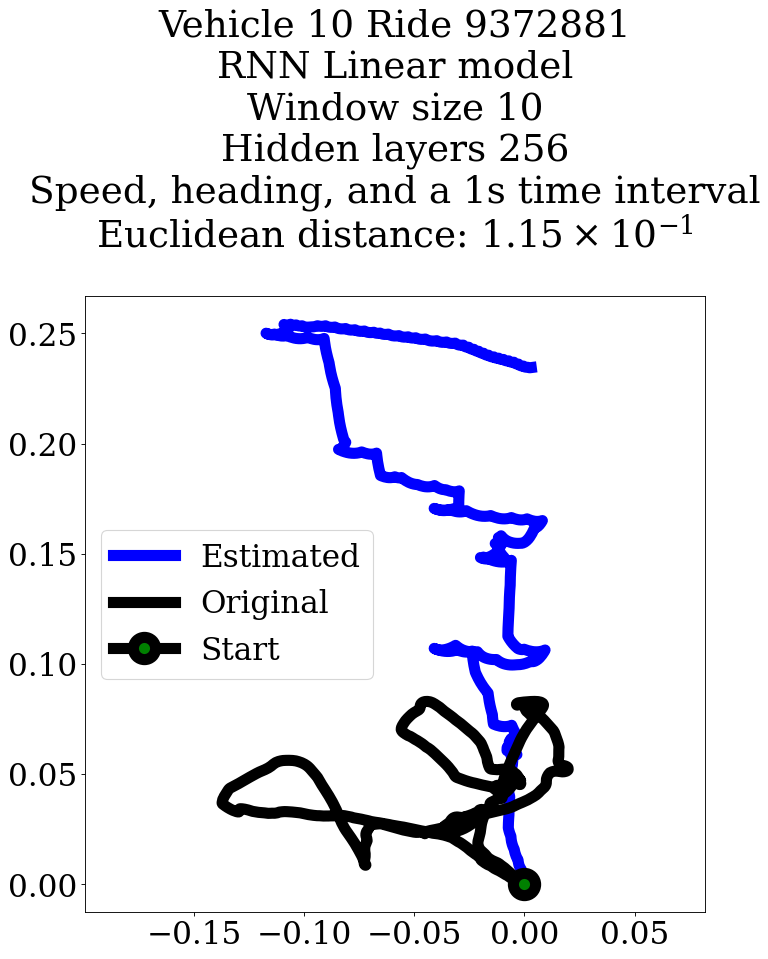 Vehicle 10 Ride 9372881
RNN Linear model
Window size 10
Hidden layers 256
Speed, heading, and a 1s time interval
Euclidean distance: 1.15 × 10⁻¹
0.25
0.20
0.15
0.10
0.05
0.00
Estimated
Original
Start
−0.15 −0.10 −0.05 0.00 0.05